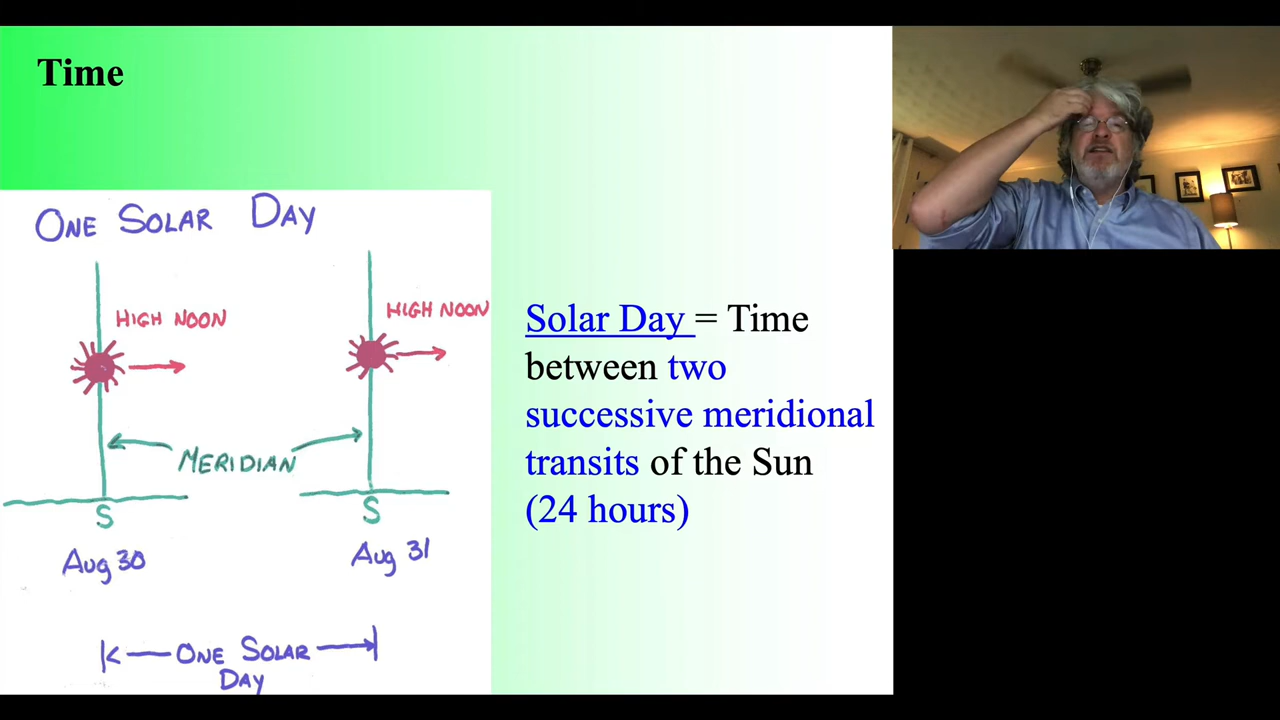 Time
ONE SOLAR DAY
HIGH NOON
HIGH NOON
MERIDIAN
S
S
Aug 30
Aug 31
ONE SOLAR
DAY
Solar Day = Time
between two
successive meridional
transits of the Sun
(24 hours)